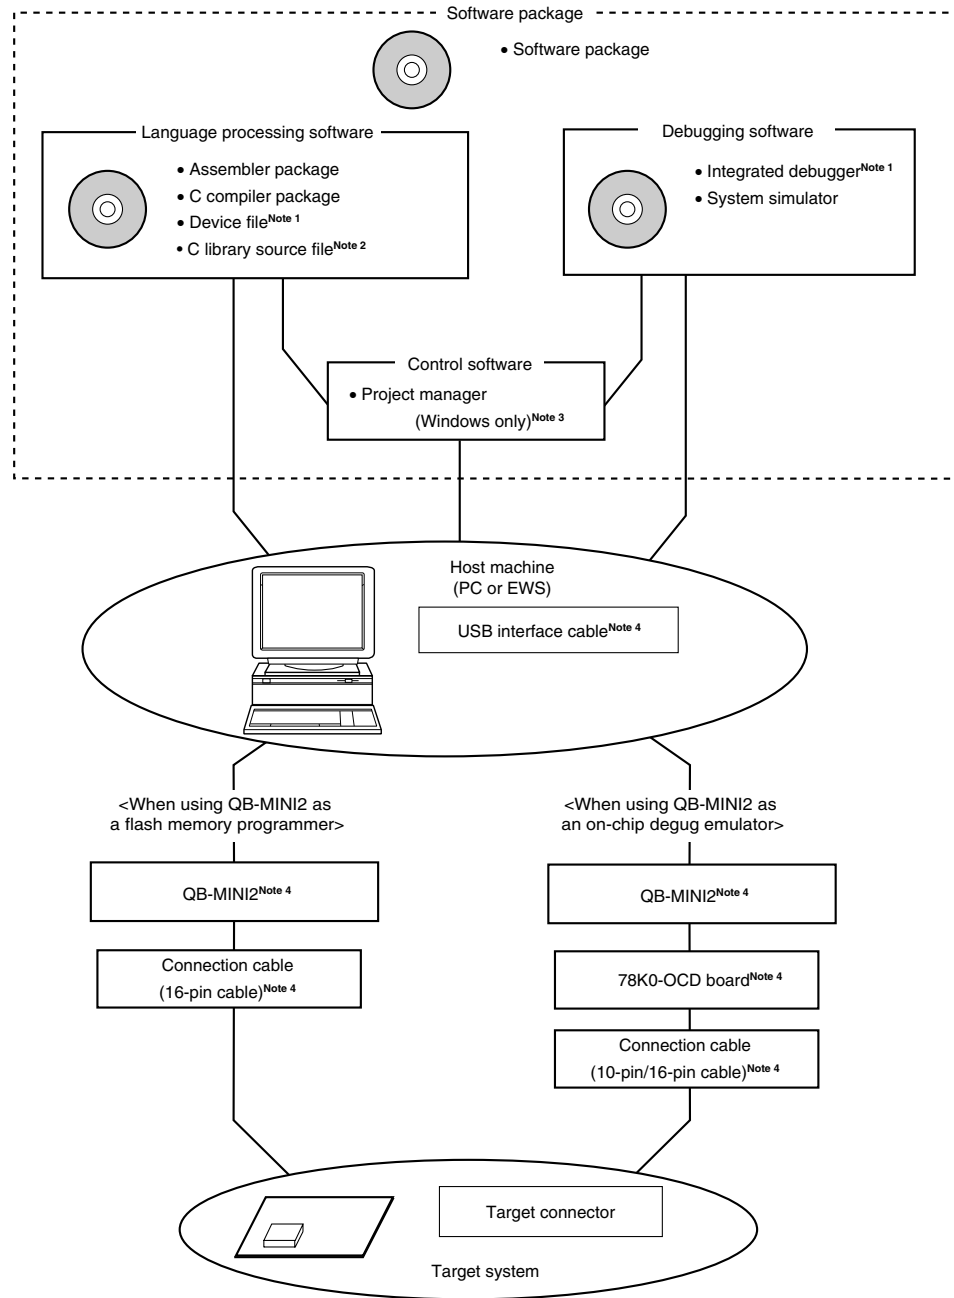 Software package
• Software package
Language processing software
• Assembler package
• C compiler package
• Device fileNote 1
• C library source fileNote 2
Debugging software
• Integrated debuggerNote 1
• System simulator
Control software
• Project manager
(Windows only)Note 3
Host machine
(PC or EWS)
USB interface cableNote 4
<When using QB-MINI2 as
a flash memory programmer>
QB-MINI2Note 4
Connection cable
(16-pin cable)Note 4
<When using QB-MINI2 as
an on-chip degug emulator>
QB-MINI2Note 4
78K0-OCD boardNote 4
Connection cable
(10-pin/16-pin cable)Note 4
Target connector
Target system